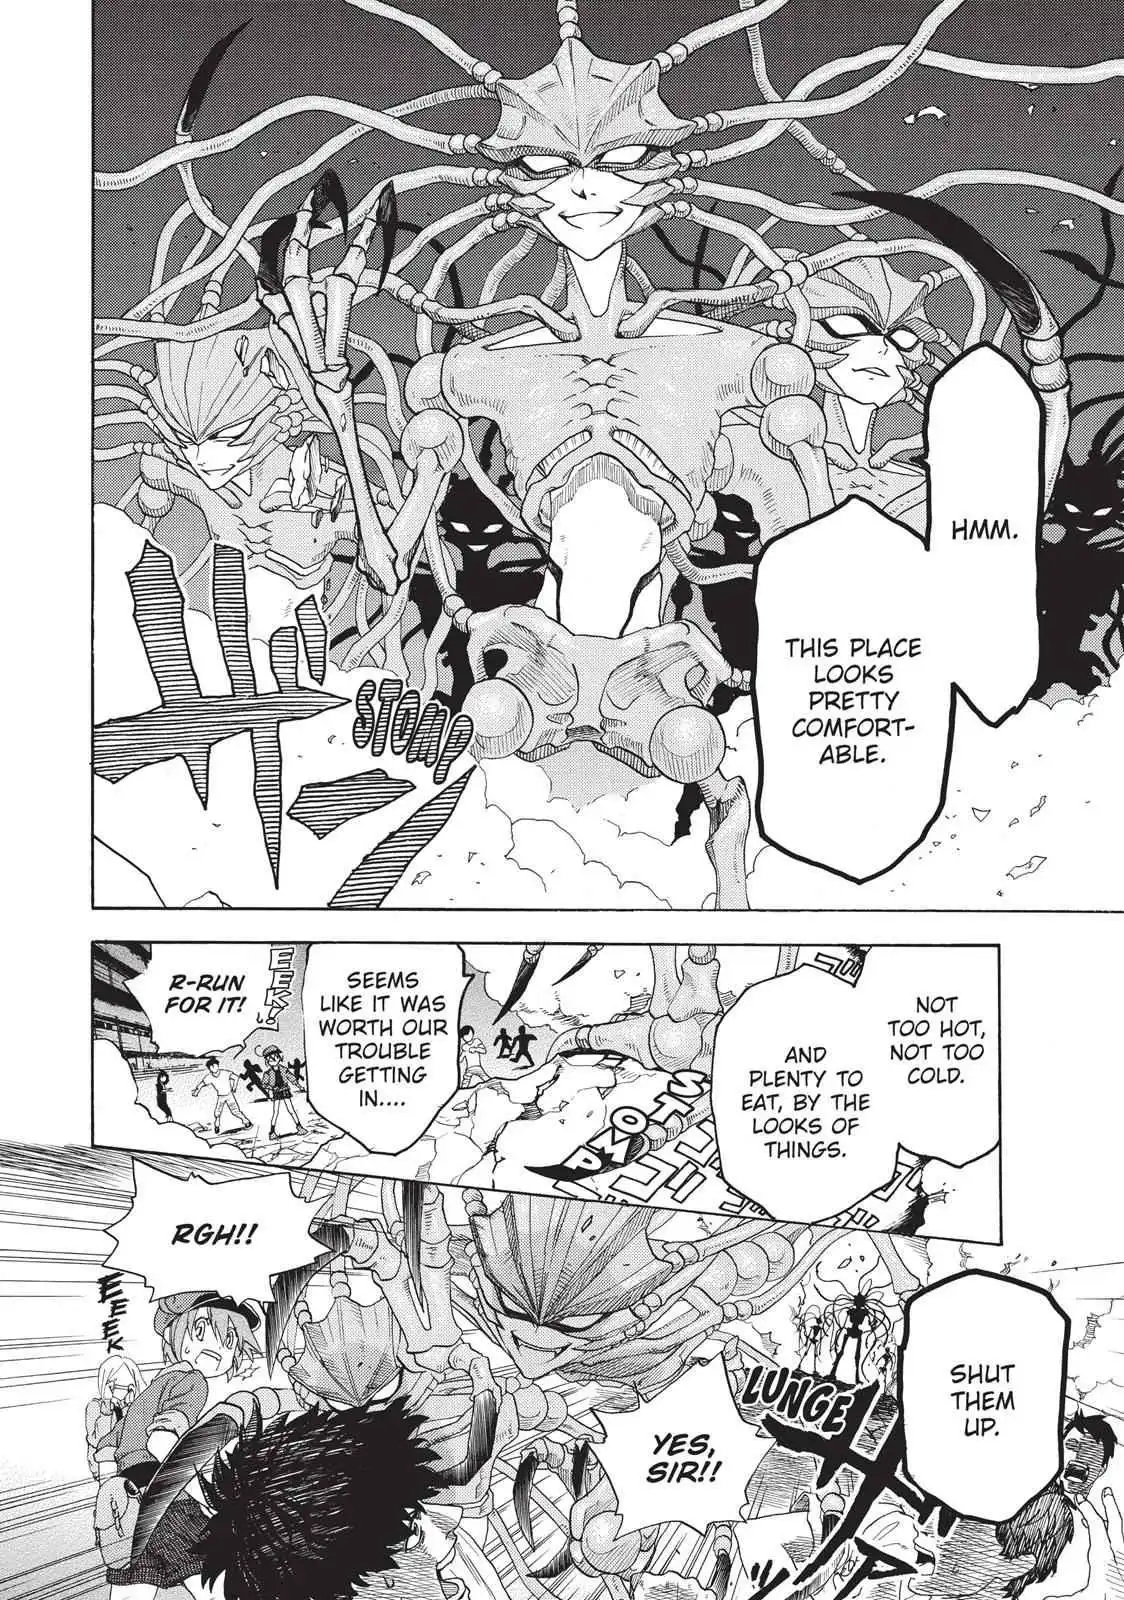 HMM.
THIS PLACE
LOOKS
PRETTY
COMFORT-
ABLE.
STOMP
NOT
TOO HOT,
NOT TOO
COLD.
AND
PLENTY TO
EAT, BY THE
LOOKS OF
THINGS.
STOMP
SEEMS
LIKE IT WAS
WORTH OUR
TROUBLE
GETTING
IN....
EEK!
R-RUN
FOR IT!
SHUT
THEM
UP.
LUNGE
YES,
SIR!!
RGH!!
EEEEK